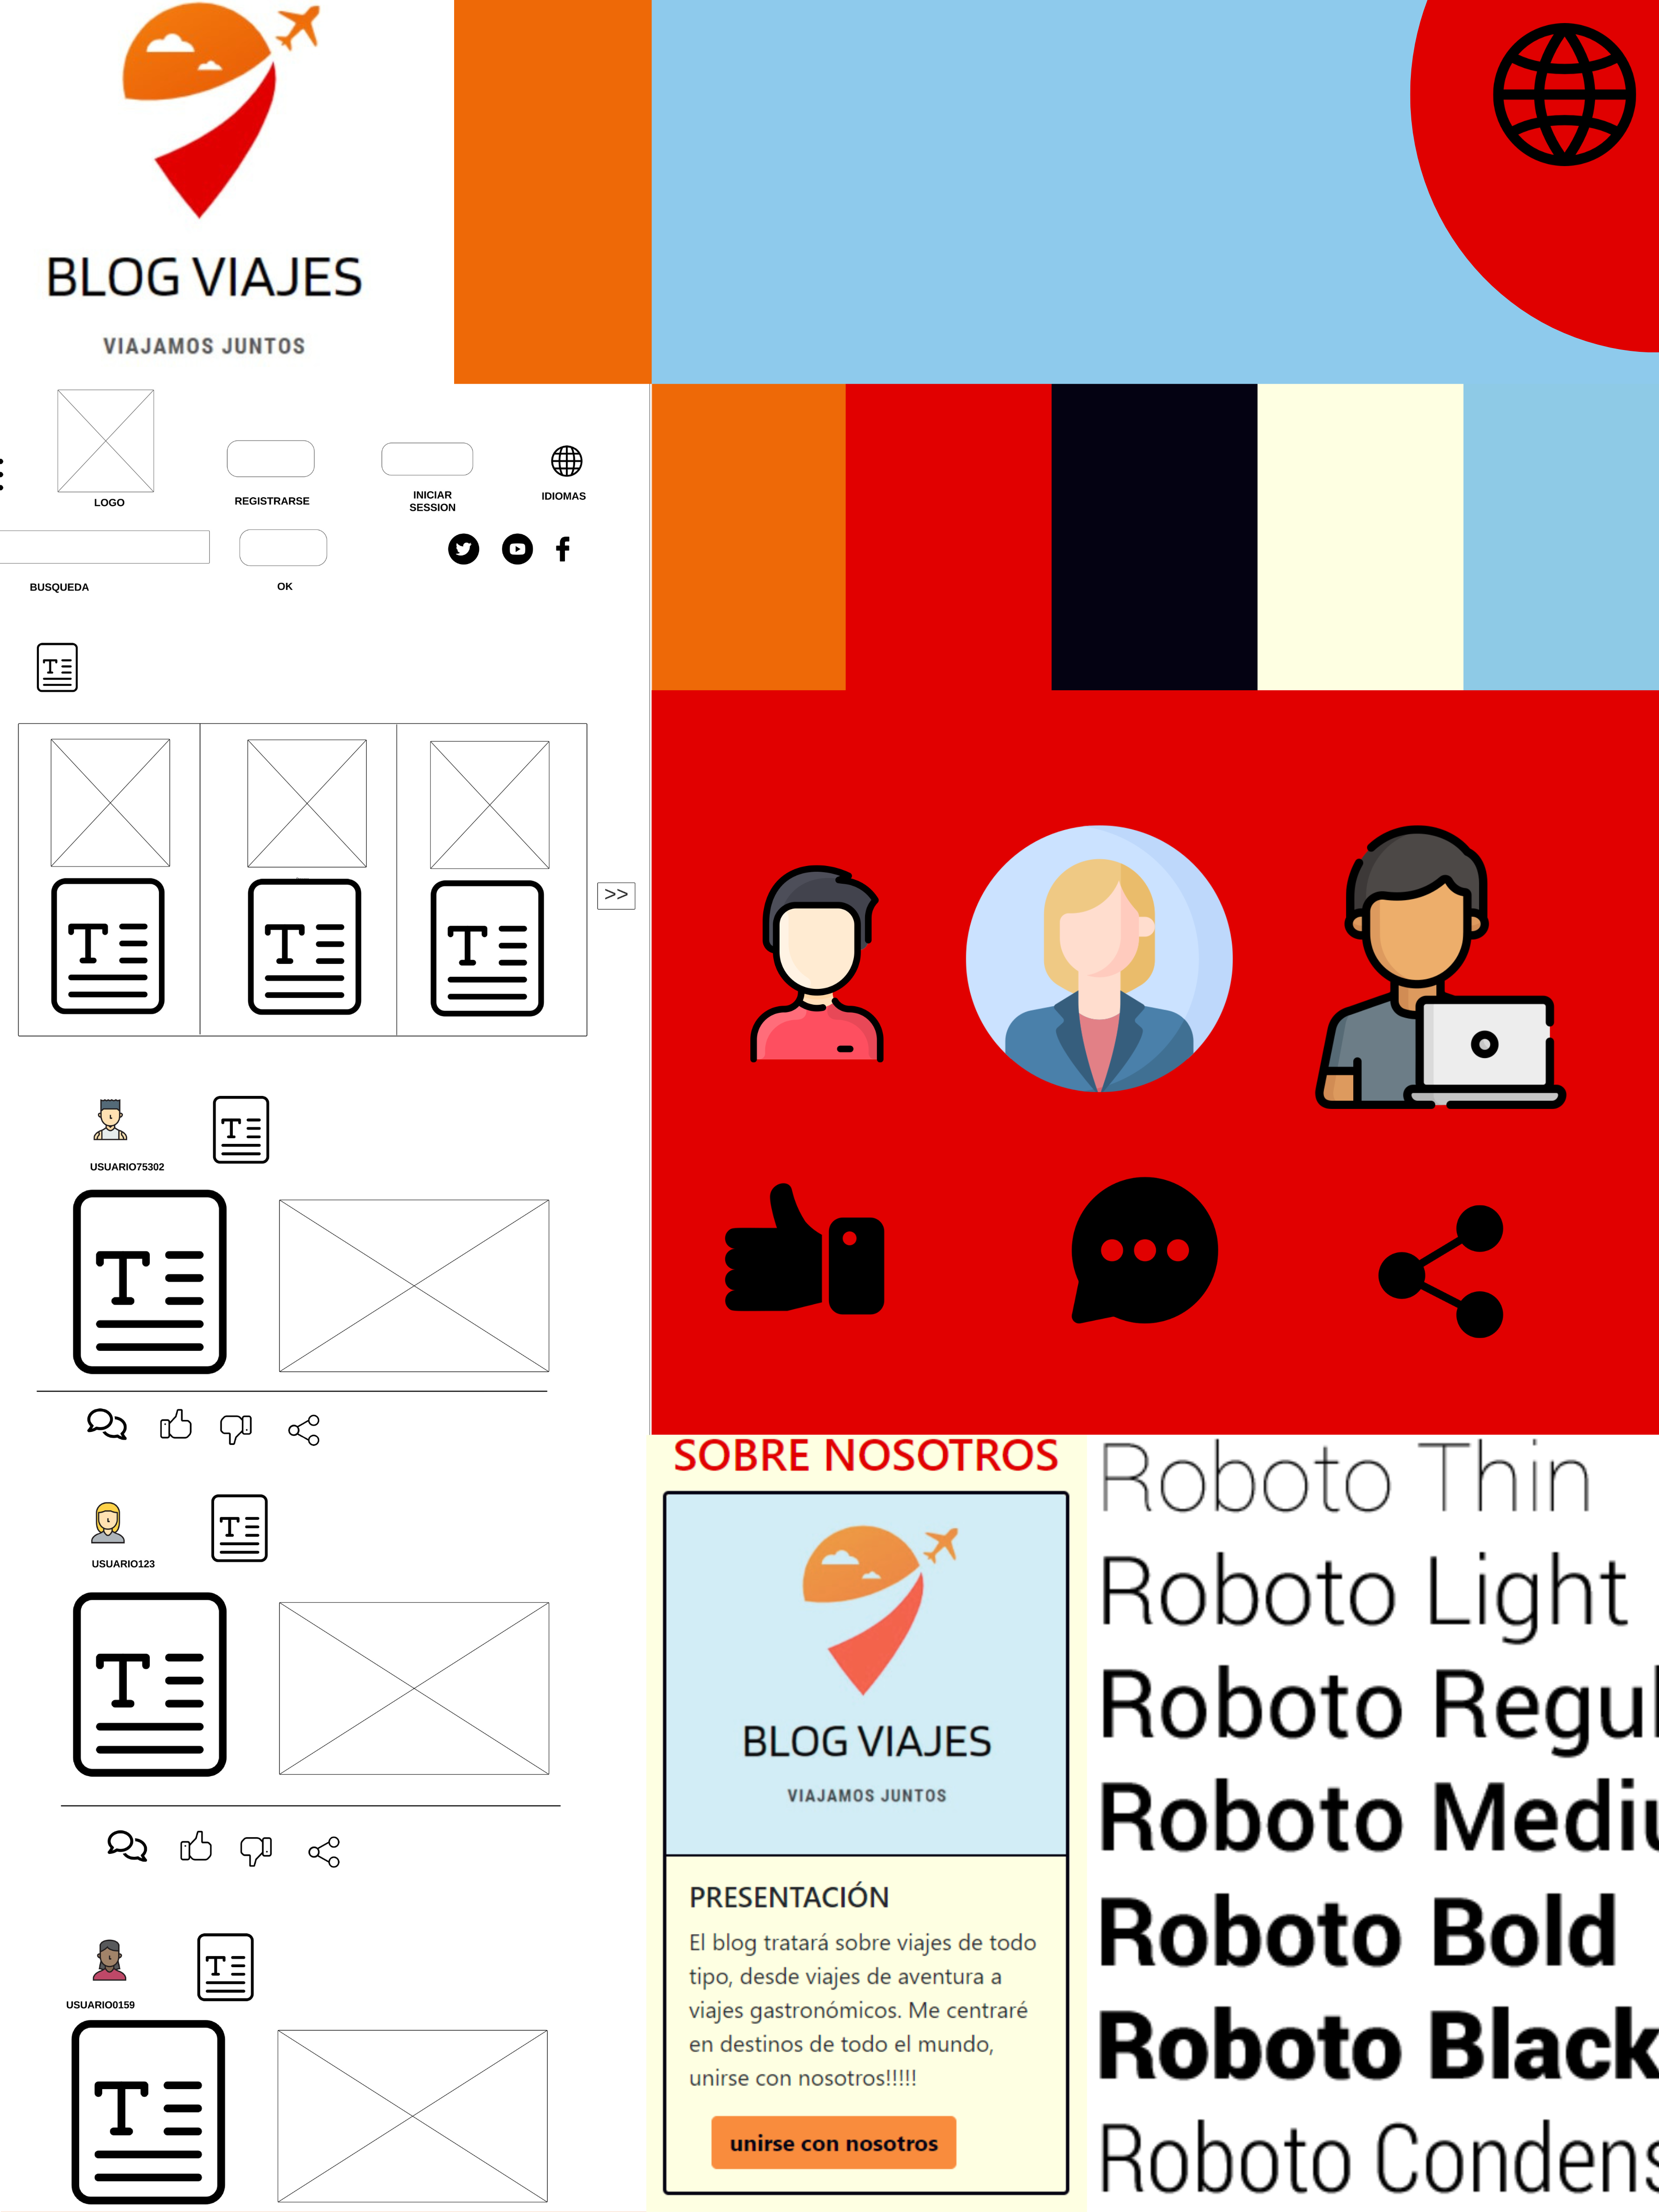 BLOG VIAJES
VIAJAMOS JUNTOS
LOGO
REGISTRARSE
INICIAR
SESSION
IDIOMAS
BUSQUEDA
OK
>>
USUARIO75302
USUARIO123
USUARIO0159
SOBRE NOSOTROS
BLOG VIAJES
VIAJAMOS JUNTOS
PRESENTACIÓN
El blog tratará sobre viajes de todo
tipo, desde viajes de aventura a
viajes gastronómicos. Me centraré
en destinos de todo el mundo,
unirse con nosotros!!!!!
unirse con nosotros
Roboto Thin
Roboto Light
Roboto Regul
Roboto Mediu
Roboto Bold
Roboto Black
Roboto Condens